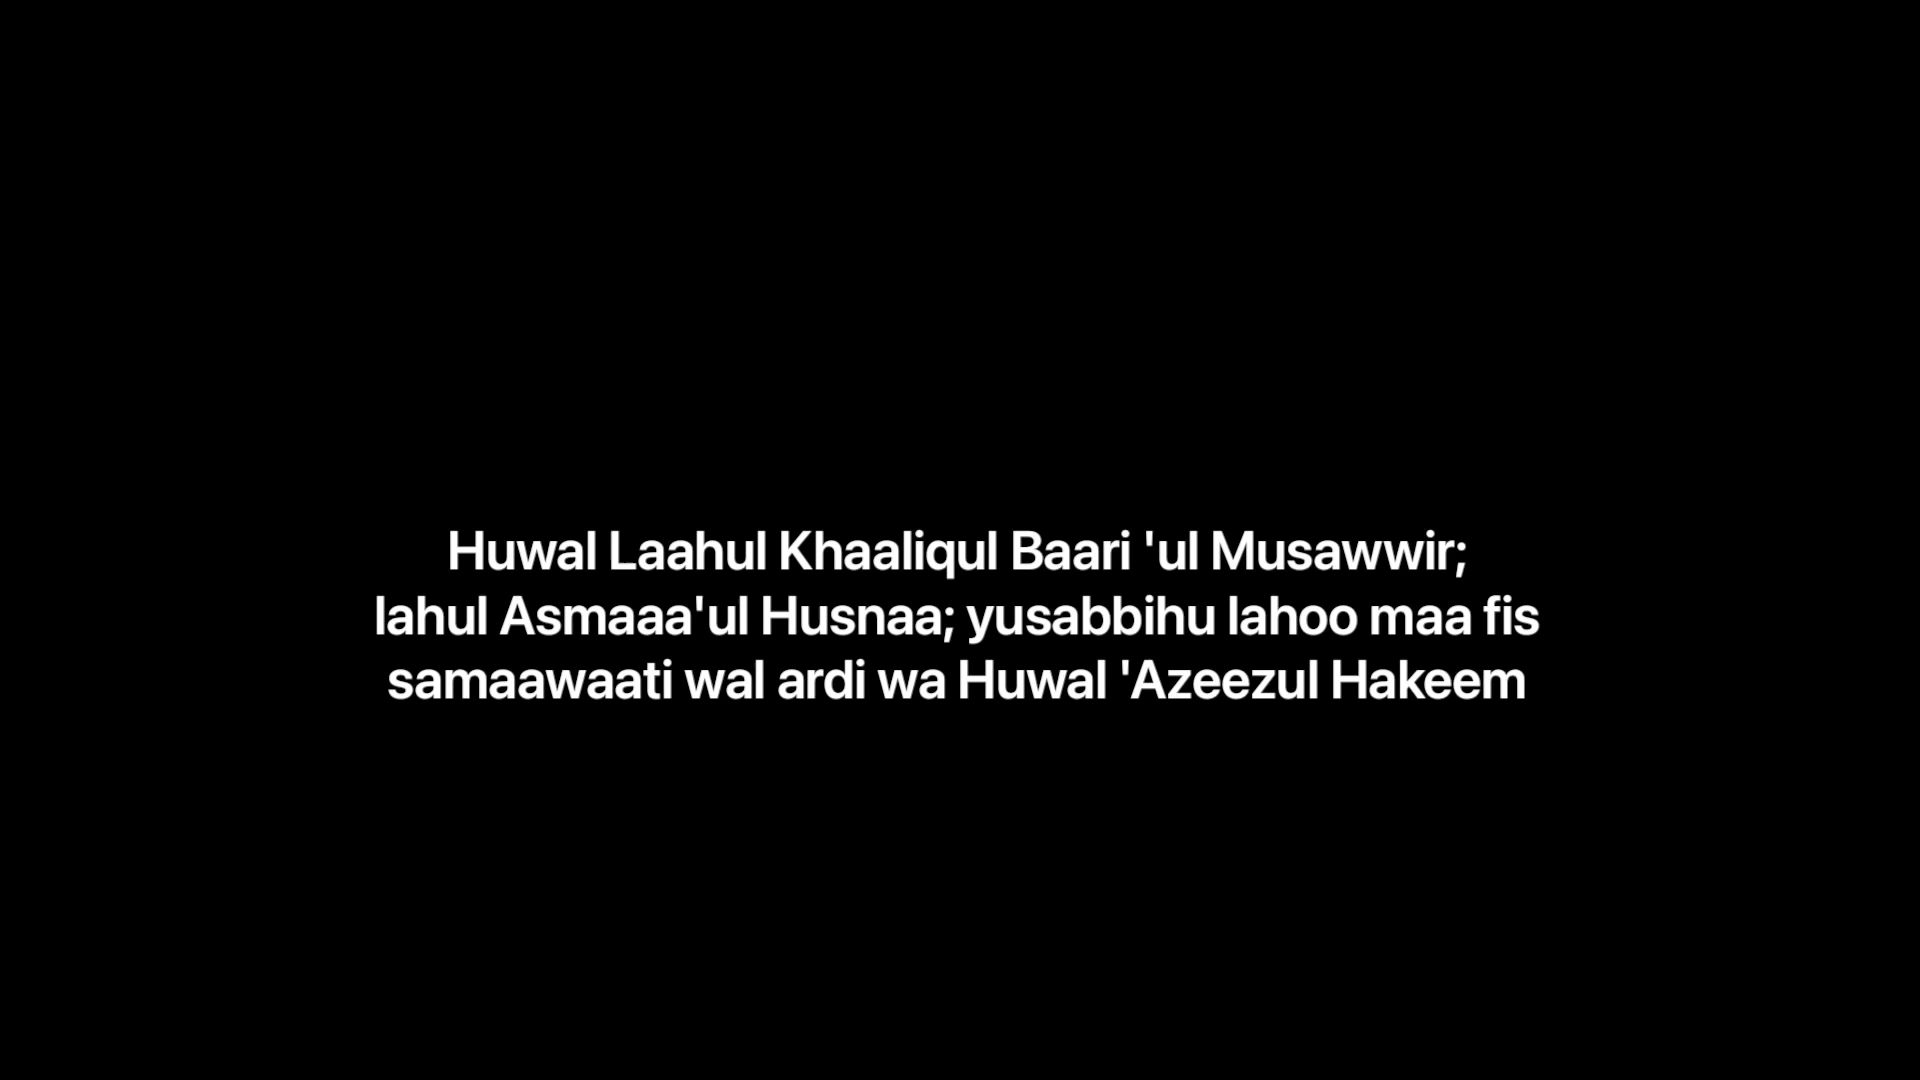 Huwal Laahul Khaaliqul Baari 'ul Musawwir;
lahul Asmaaa'ul Husnaa; yusabbihu lahoo maa fis
samaawaati wal ardi wa Huwal 'Azeezul Hakeem